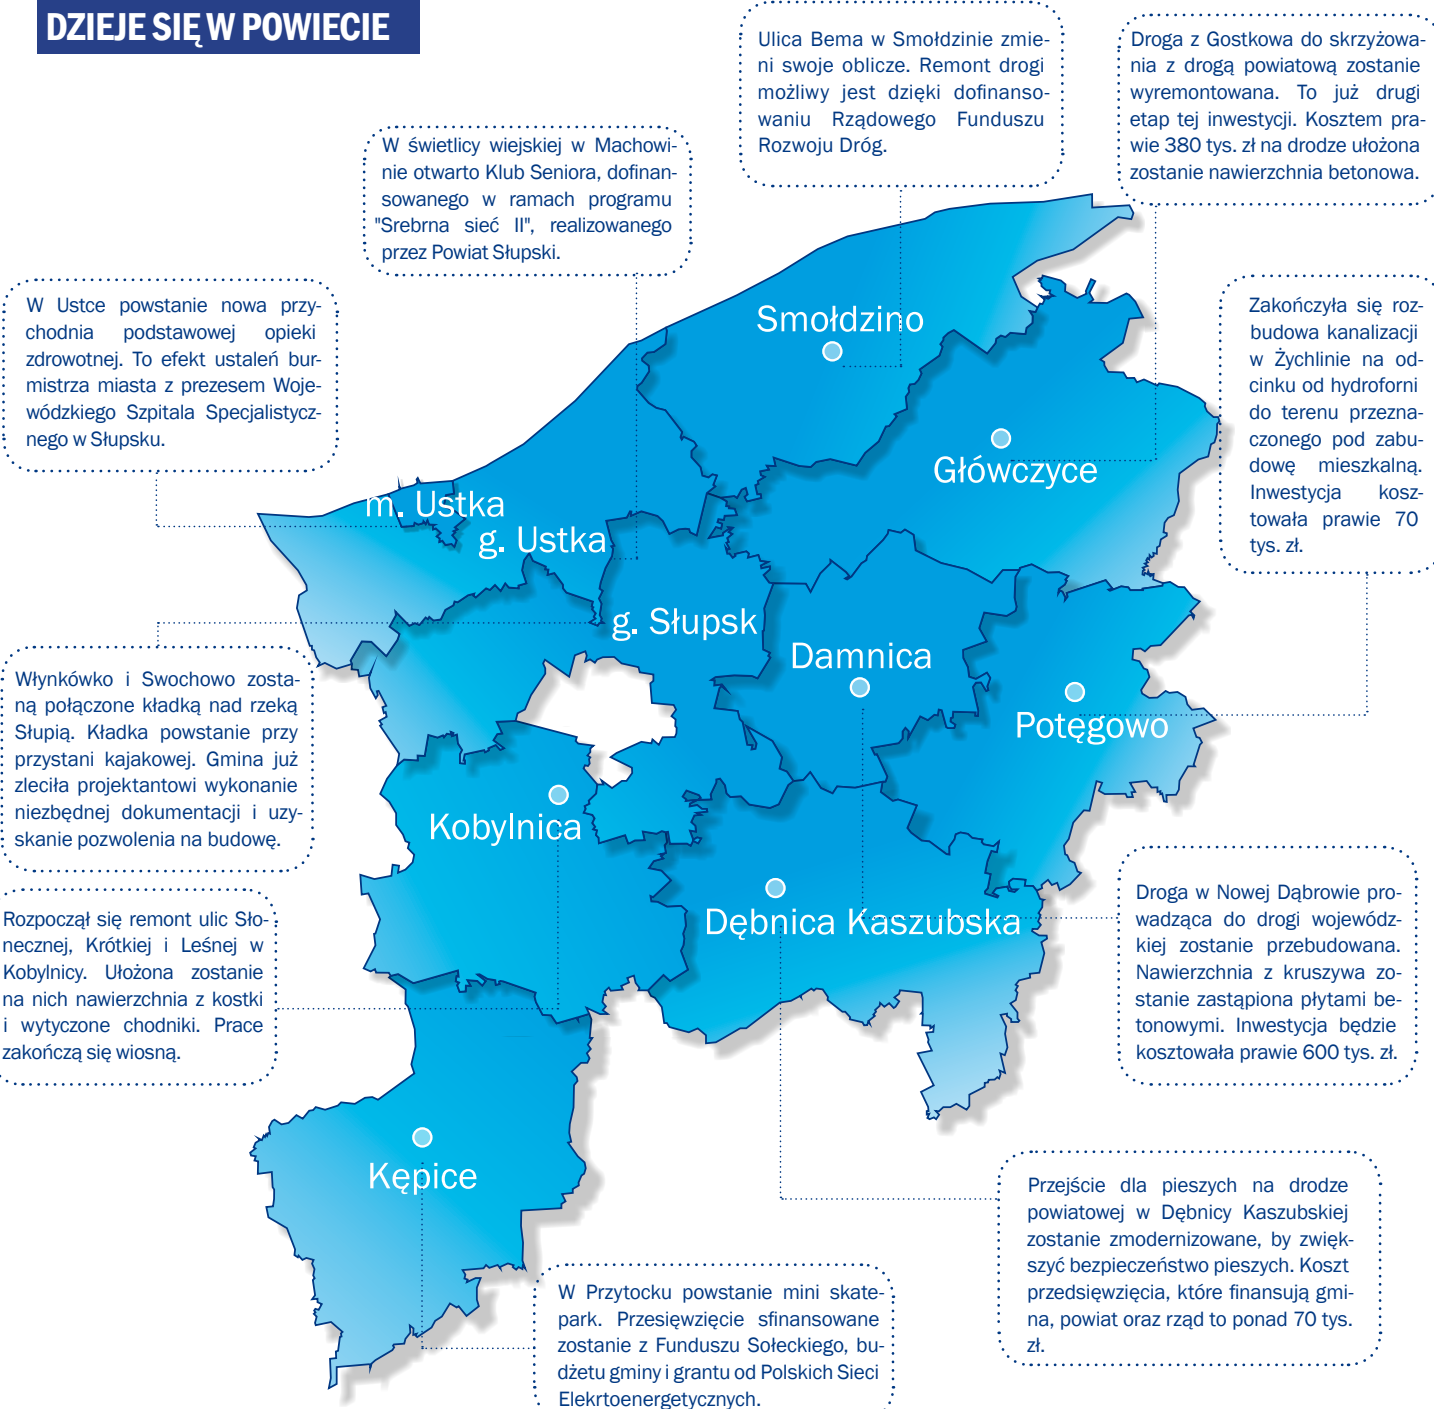 DZIEJE SIĘ W POWIECIE
Ulica Bema w Smołdzinie zmie-
ni swoje oblicze. Remont drogi
możliwy jest dzięki dofinanso-
waniu Rządowego Funduszu
Rozwoju Dróg.
Droga z Gostkowa do skrzyżowa-
nia z drogą powiatową zostanie
wyremontowana. To już drugi
etap tej inwestycji. Kosztem pra-
wie 380 tys. zł na drodze ułożona
zostanie nawierzchnia betonowa.
W świetlicy wiejskiej w Machowi-
nie otwarto Klub Seniora, dofinan-
sowanego w ramach programu
"Srebrna sieć II", realizowanego
przez Powiat Słupski.
W Ustce powstanie nowa przy-
chodnia podstawowej opieki
zdrowotnej. To efekt ustaleń bur-
mistrza miasta z prezesem Woje-
wódzkiego Szpitala Specjalistycz-
nego w Słupsku.
Zakończyła się roz-
budowa kanalizacji
w Żychlinie na od-
cinku od hydroforni
do terenu przezna-
czonego pod zabu-
dowę mieszkalną.
Inwestycja kosz-
towała prawie 70
tys. zł.
Smołdzino
Główczyce
m. Ustka
g. Ustka
g. Słupsk
Damnica
Potęgowo
Kobylnica
Dębnica Kaszubska
Kępice
Włynkówko i Swochowo zosta-
ną połączone kładką nad rzeką
Słupią. Kładka powstanie przy
przystani kajakowej. Gmina już
zleciła projektantowi wykonanie
niezbędnej dokumentacji i uzy-
skanie pozwolenia na budowę.
Rozpoczął się remont ulic Sło-
necznej, Krótkiej i Leśnej w
Kobylnicy. Ułożona zostanie
na nich nawierzchnia z kostki
i wytyczone chodniki. Prace
zakończą się wiosną.
Droga w Nowej Dąbrowie pro-
wadząca do drogi wojewódz-
kiej zostanie przebudowana.
Nawierzchnia z kruszywa zo-
stanie zastąpiona płytami be-
tonowymi. Inwestycja będzie
kosztowała prawie 600 tys. zł.
Przejście dla pieszych na drodze
powiatowej w Dębnicy Kaszubskiej
zostanie zmodernizowane, by zwięk-
szyć bezpieczeństwo pieszych. Koszt
przedsięwzięcia, które finansują gmi-
na, powiat oraz rząd to ponad 70 tys.
zł.
W Przytocku powstanie mini skate-
park. Przesięwzięcie sfinansowane
zostanie z Funduszu Sołeckiego, bu-
dżetu gminy i grantu od Polskich Sieci
Elekrtoenergetycznych.